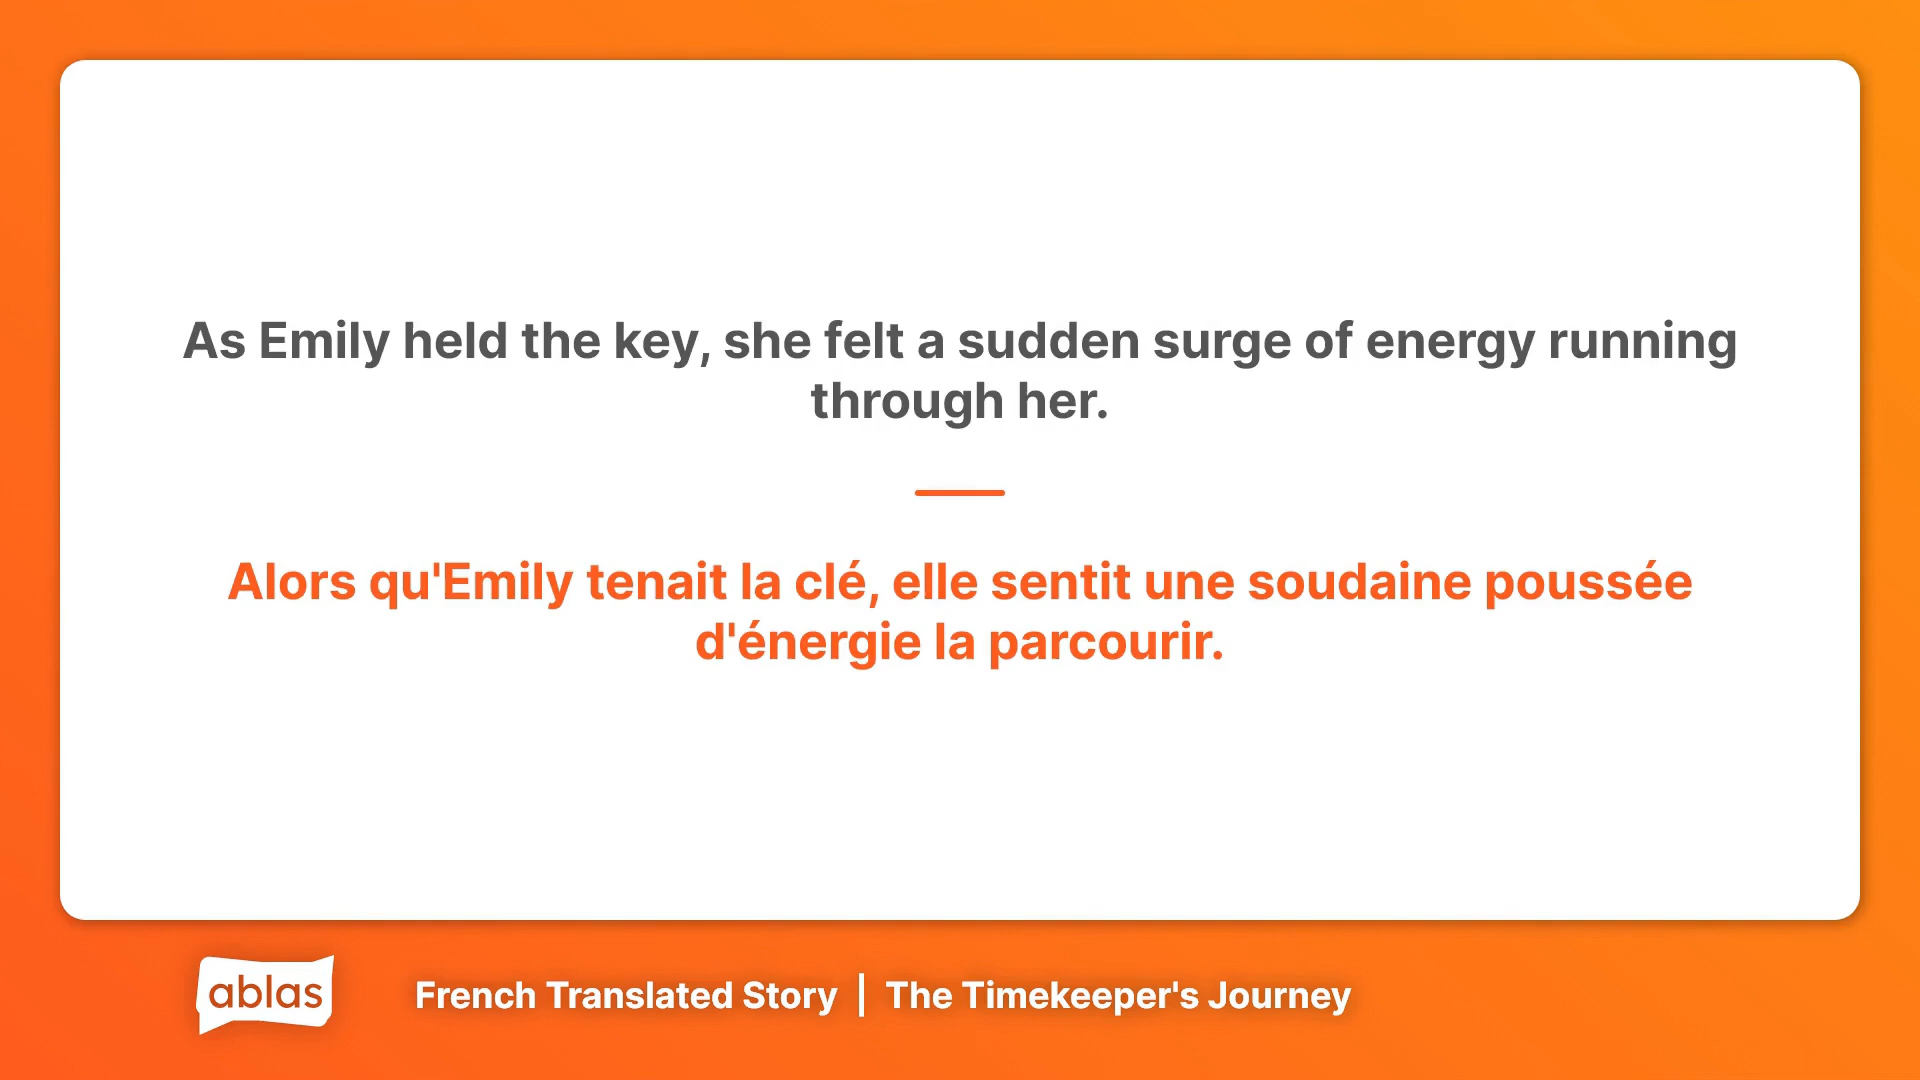 As Emily held the key, she felt a sudden surge of energy running
through her.
Alors qu'Emily tenait la clé, elle sentit une soudaine poussée
d'énergie la parcourir.
ablas
French Translated Story | The Timekeeper's Journey